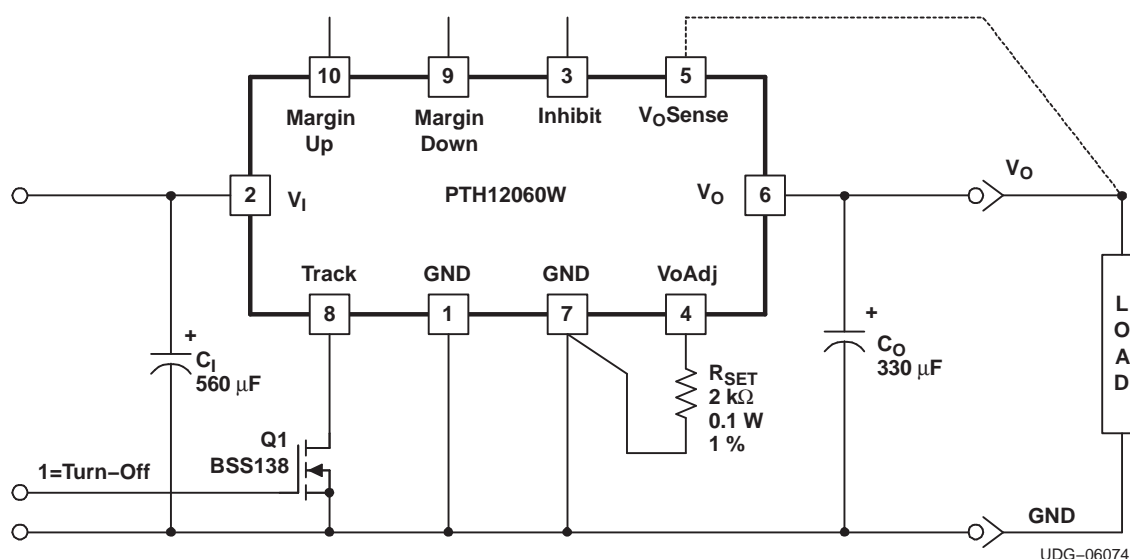 10
9
3
5
Margin
Up
Margin
Down
Inhibit
VOSense
2
VI
PTH12060W
VO
6
VO
Track
GND
GND
VoAdj
8
1
7
4
+
CI
560 μF
RSET
2 kΩ
0.1 W
1 %
+
CO
330 μF
LOAD
Q1
BSS138
1=Turn−Off
GND
UDG−06074